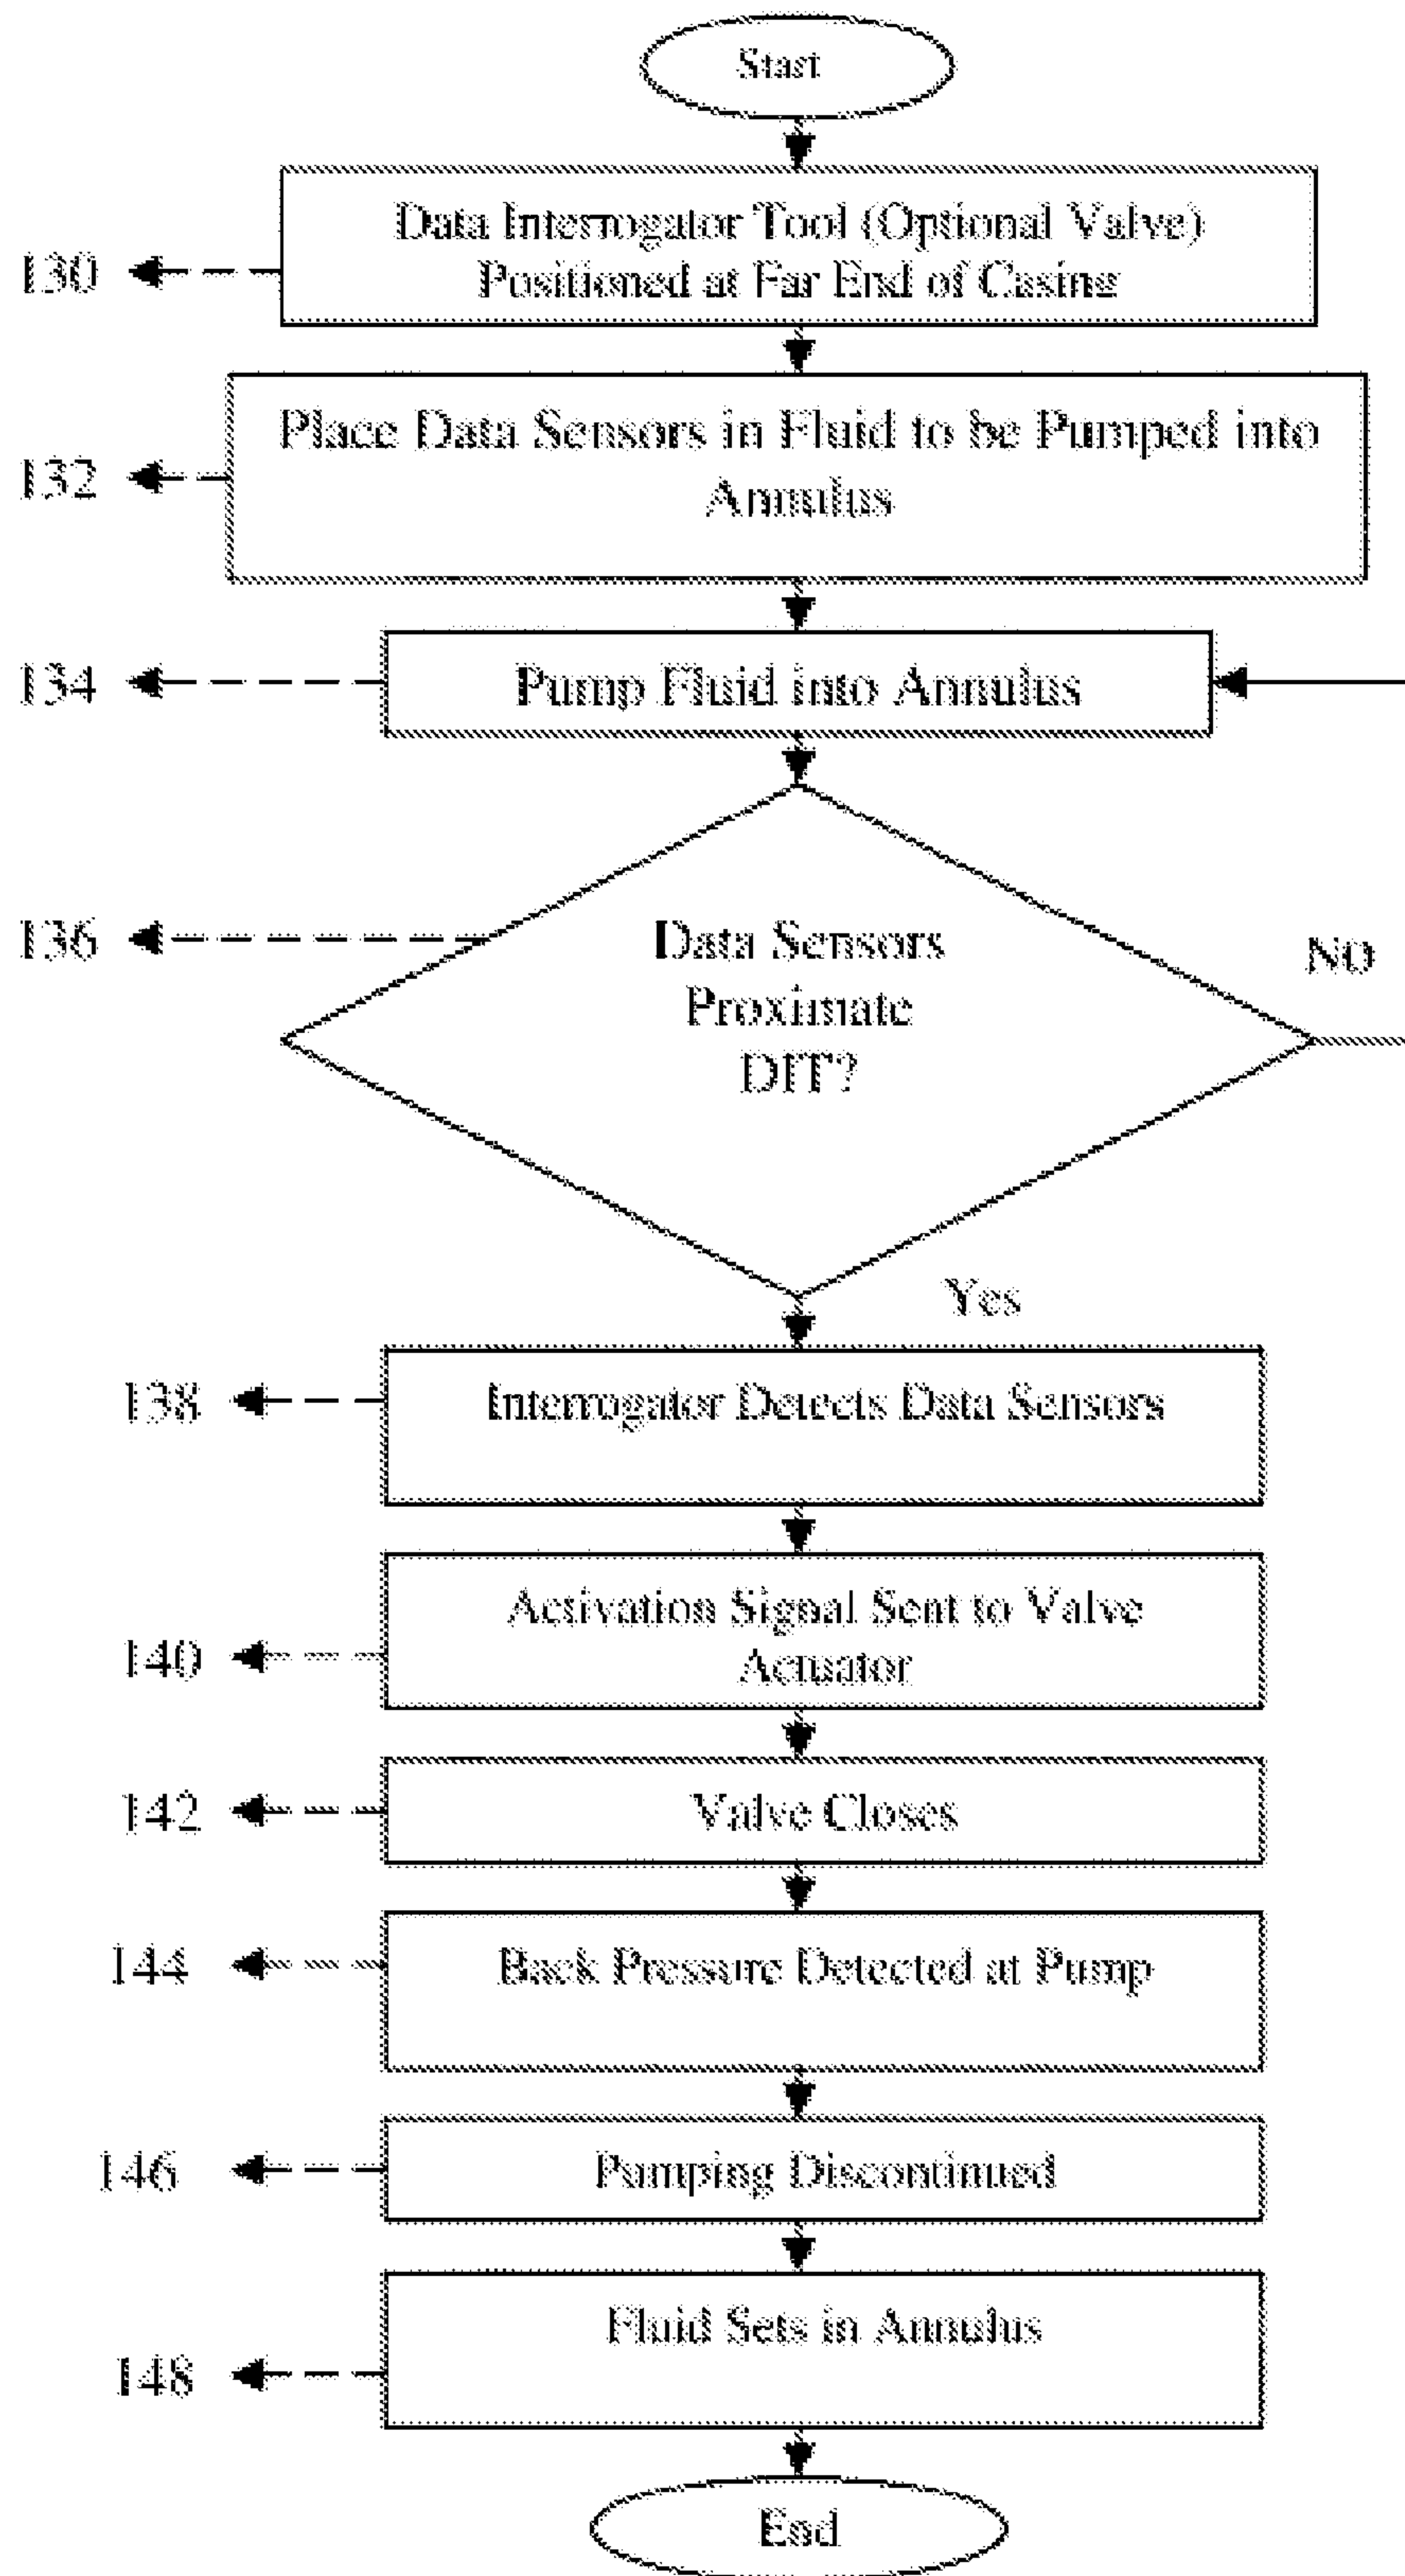 Start
130
Data Interrogator Tool (Optional Valve)
Positioned at Far End of Casing
132
Place Data Sensors in Fluid to be Pumped into
Annulus
134
Pump Fluid into Annulus
136
Data Sensors
Proximate
DIT?
NO
Yes
138
Interrogator Detects Data Sensors
140
Activation Signal Sent to Valve
Actuator
142
Valve Closes
144
Back Pressure Detected at Pump
146
Pumping Discontinued
148
Fluid Sets in Annulus
End